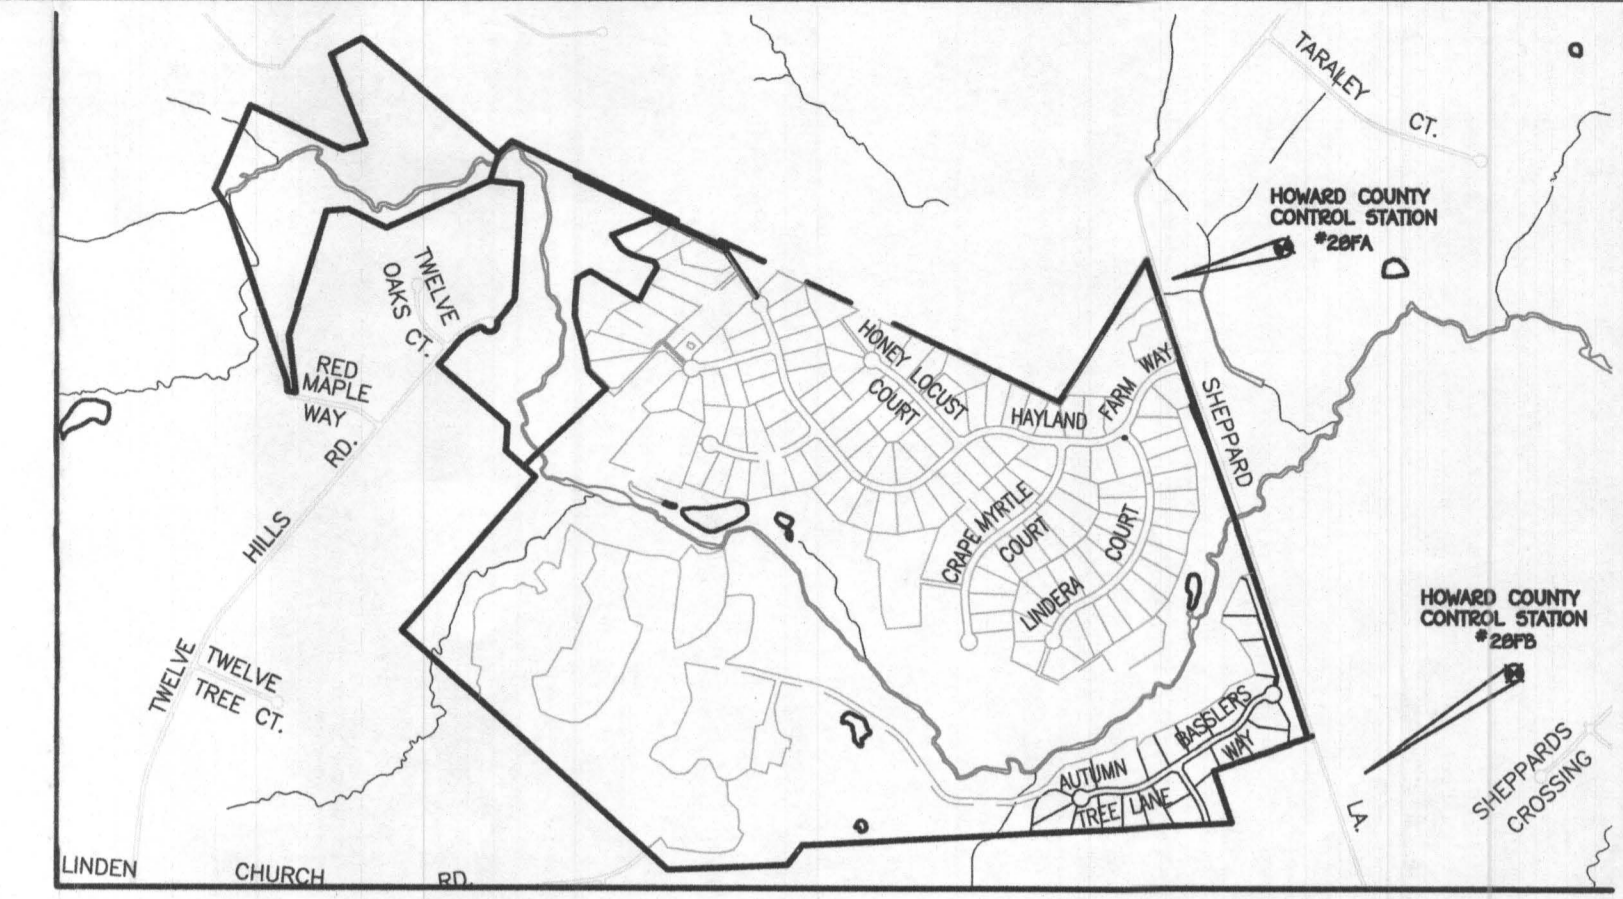 TARALEY
CT.
HOWARD COUNTY
CONTROL STATION
#28FA
TWELVE
OAKS CT.
RED
MAPLE
WAY
HONEY LOCUST
COURT
HAYLAND
FARM WAY
SHEPPARD
LA.
TWELVE
HILLS
RD.
CRAPE MYRTLE
COURT
LINDERA
COURT
HOWARD COUNTY
CONTROL STATION
#28FB
TWELVE
TREE CT.
BASSLERS
WAY
AUTUMN
TREE LANE
SHEPPARDS
CROSSING
LINDEN
CHURCH
RD.